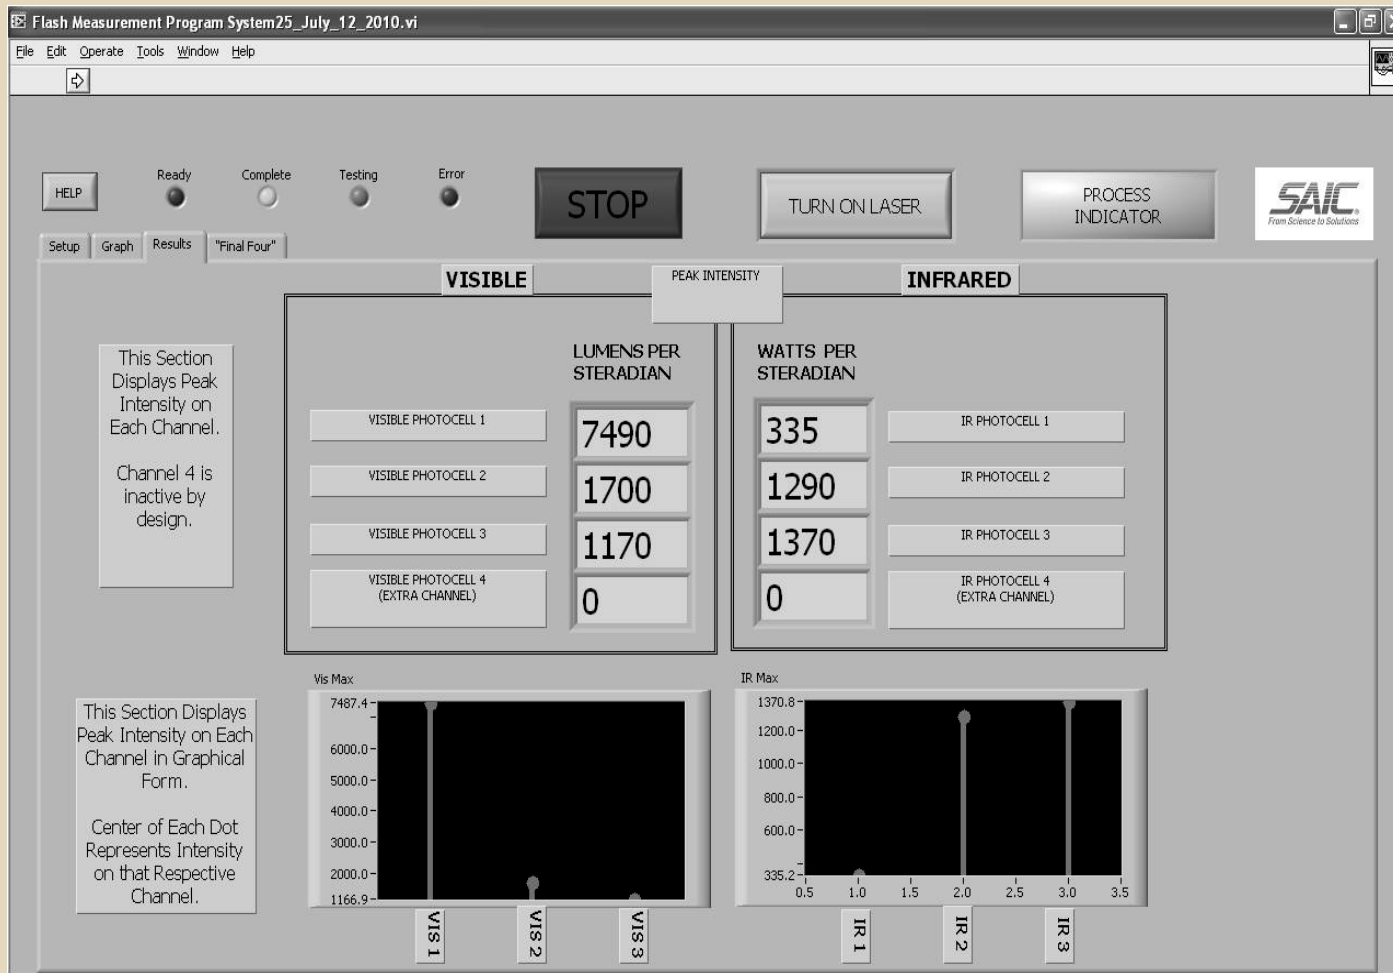 Flash Measurement Program System25_July_12_2010.vi
File Edit Operate Tools Window Help
HELP
Ready
Complete
Testing
Error
STOP
TURN ON LASER
PROCESS
INDICATOR
SAIC
From Science to Solutions
Setup
Graph
Results
"Final Four"
VISIBLE
PEAK INTENSITY
INFRARED
This Section
Displays Peak
Intensity on
Each Channel.
Channel 4 is
inactive by
design.
LUMENS PER
STERADIAN
WATTS PER
STERADIAN
VISIBLE PHOTOCELL 1
7490
335
IR PHOTOCELL 1
VISIBLE PHOTOCELL 2
1700
1290
IR PHOTOCELL 2
VISIBLE PHOTOCELL 3
1170
1370
IR PHOTOCELL 3
VISIBLE PHOTOCELL 4
(EXTRA CHANNEL)
0
0
IR PHOTOCELL 4
(EXTRA CHANNEL)
This Section Displays
Peak Intensity on Each
Channel in Graphical
Form.
Center of Each Dot
Represents Intensity
on that Respective
Channel.
Vis Max
7487.4
6000.0
5000.0
4000.0
3000.0
2000.0
1166.9
VIS 1
VIS 2
VIS 3
IR Max
1370.8
1200.0
1000.0
800.0
600.0
335.2
0.5 1.0 1.5 2.0 2.5 3.0 3.5
IR 1
IR 2
IR 3